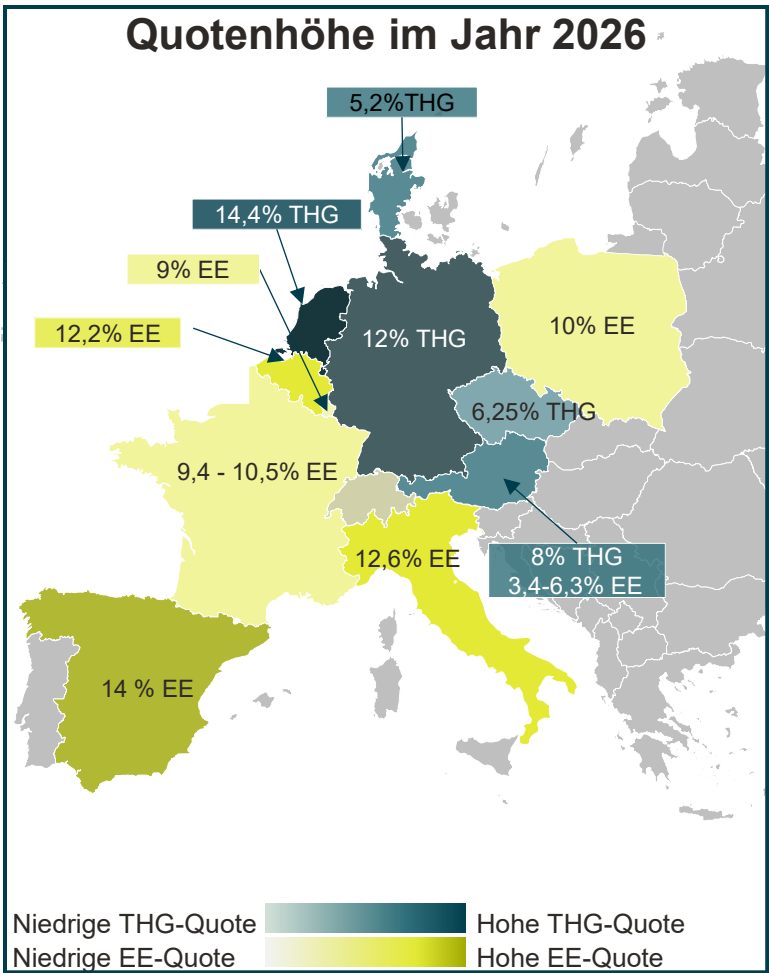 Quotenhöhe im Jahr 2026
5,2%THG
14,4% THG
9% EE
12,2% EE
12% THG
10% EE
6,25% THG
9,4 - 10,5% EE
12,6% EE
8% THG
3,4-6,3% EE
14 % EE
Niedrige THG-Quote
Hohe THG-Quote
Niedrige EE-Quote
Hohe EE-Quote